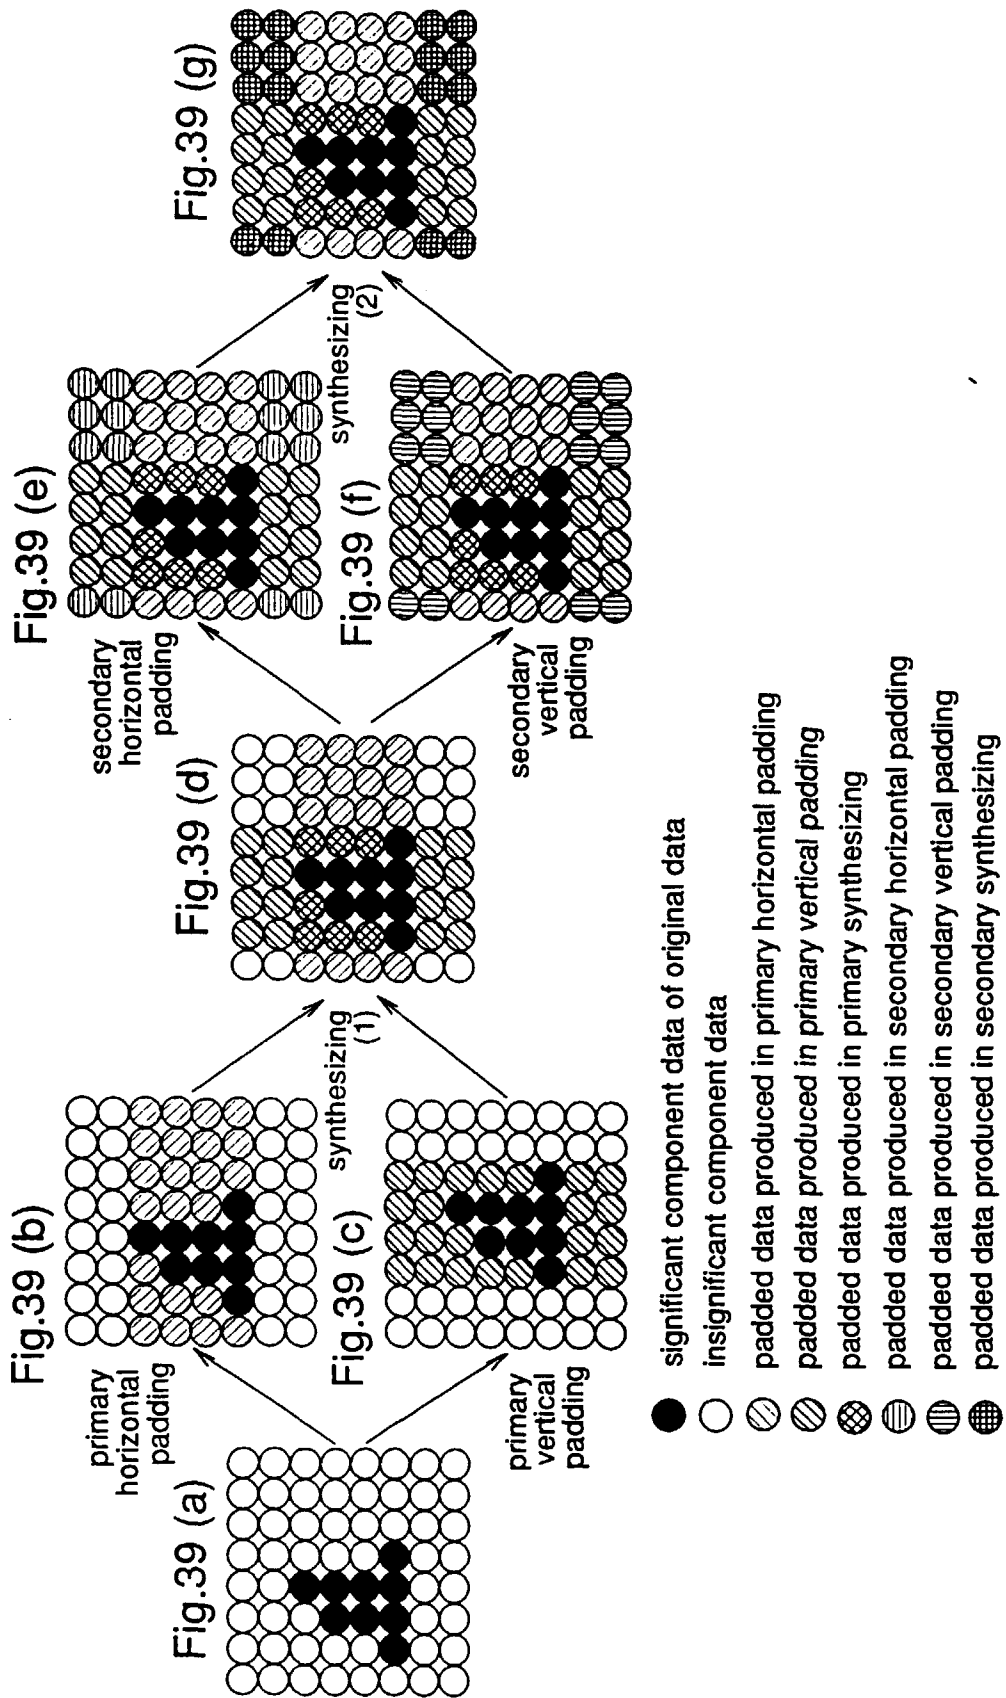 Fig.39 (a)
primary
horizontal
padding
primary
vertical
padding
Fig.39 (b)
Fig.39 (c)
synthesizing
(1)
Fig.39 (d)
secondary
horizontal
padding
secondary
vertical
padding
Fig.39 (e)
Fig.39 (f)
synthesizing
(2)
Fig.39 (g)
significant component data of original data
insignificant component data
padded data produced in primary horizontal padding
padded data produced in primary vertical padding
padded data produced in primary synthesizing
padded data produced in secondary horizontal padding
padded data produced in secondary vertical padding
padded data produced in secondary synthesizing